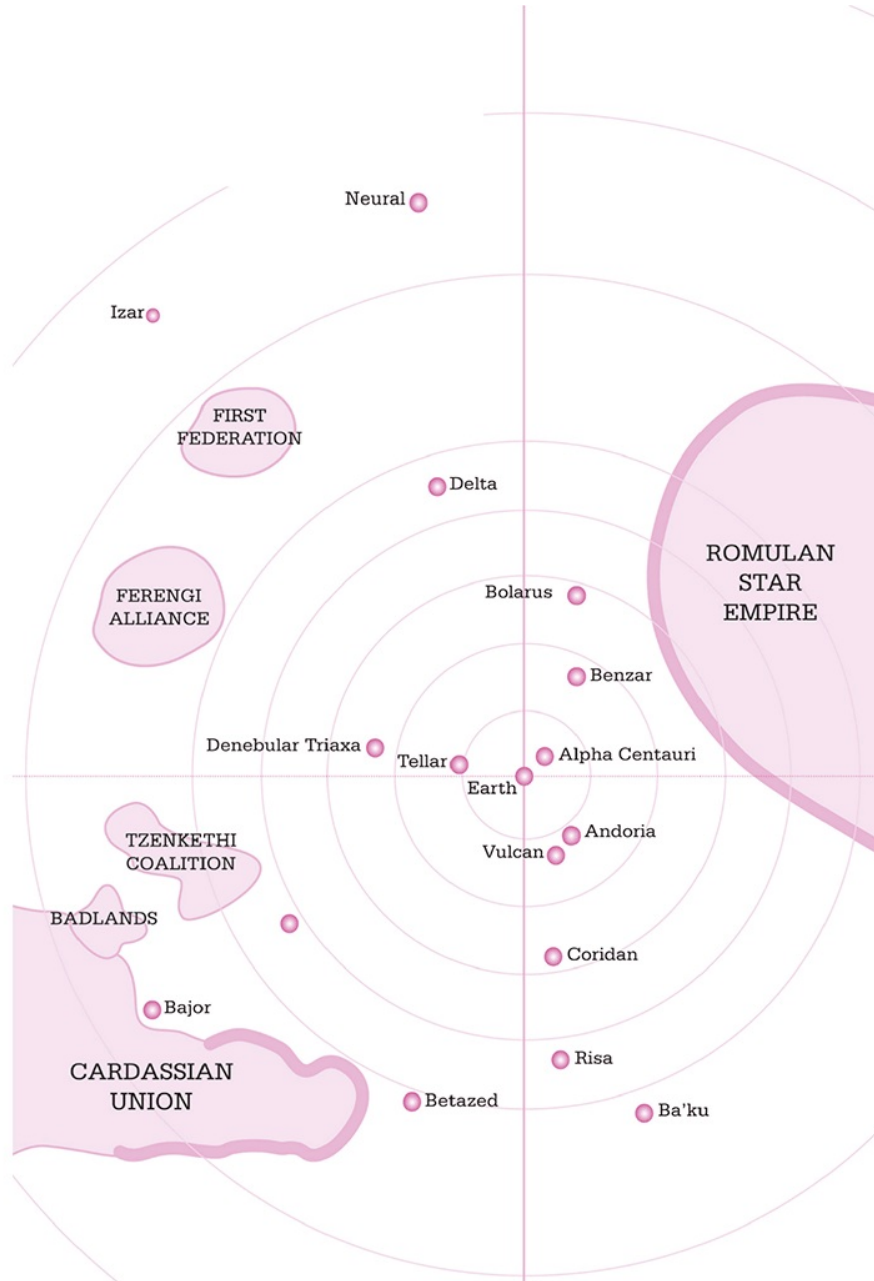 Neural
Izar
FIRST
FEDERATION
Delta
ROMULAN
STAR
EMPIRE
FERENGI
ALLIANCE
Bolarus
Benzar
Denebular Triaxa
Tellar
Alpha Centauri
Earth
TZENKETHI
COALITION
Andoria
Vulcan
BADLANDS
Coridan
Bajor
Risa
CARDASSIAN
UNION
Betazed
Ba’ku